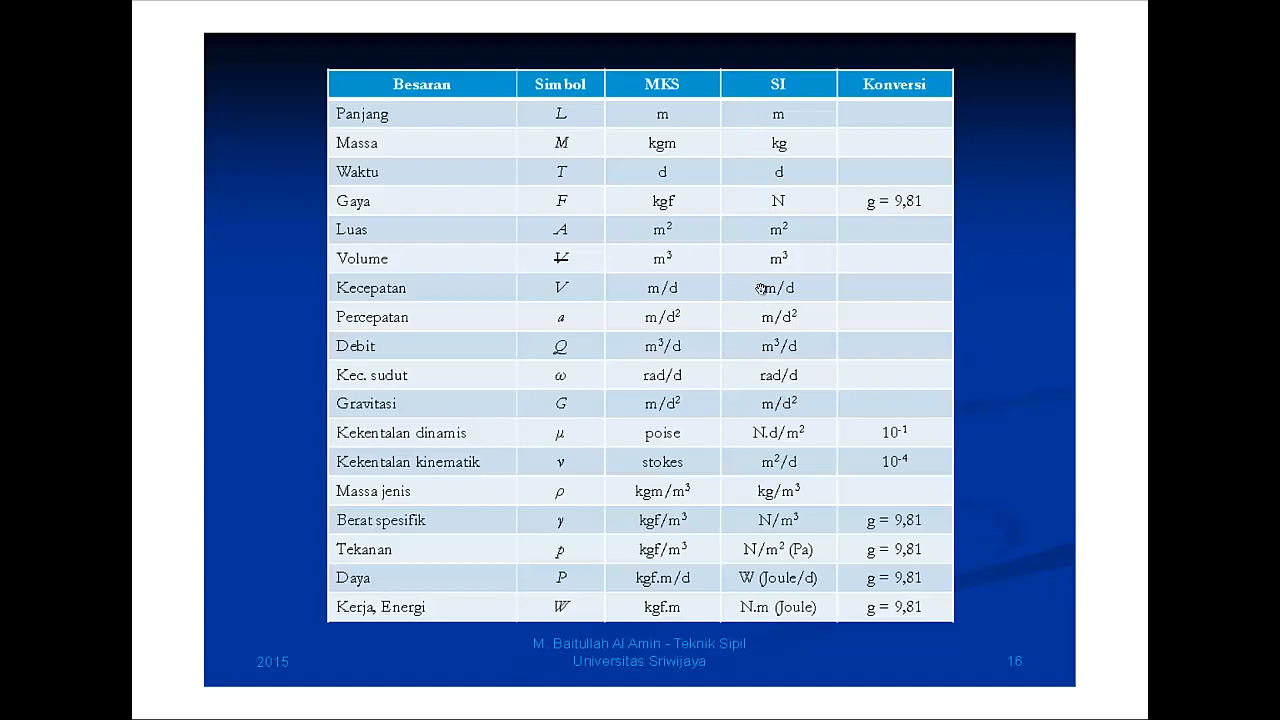 Besaran Simbol MKS SI Konversi
Panjang L m m
Massa M kgm kg
Waktu T d d
Gaya F kgf N g = 9,81
Luas A m² m²
Volume V̶ m³ m³
Kecepatan V m/d m/d
Percepatan a m/d² m/d²
Debit Q m³/d m³/d
Kec. sudut ω rad/d rad/d
Gravitasi G m/d² m/d²
Kekentalan dinamis μ poise N.d/m² 10⁻¹
Kekentalan kinematik ν stokes m²/d 10⁻⁴
Massa jenis ρ kgm/m³ kg/m³
Berat spesifik γ kgf/m³ N/m³ g = 9,81
Tekanan p kgf/m³ N/m² (Pa) g = 9,81
Daya P kgf.m/d W (Joule/d) g = 9,81
Kerja, Energi W kgf.m N.m (Joule) g = 9,81
2015
M. Baitullah Al Amin - Teknik Sipil
Universitas Sriwijaya
16